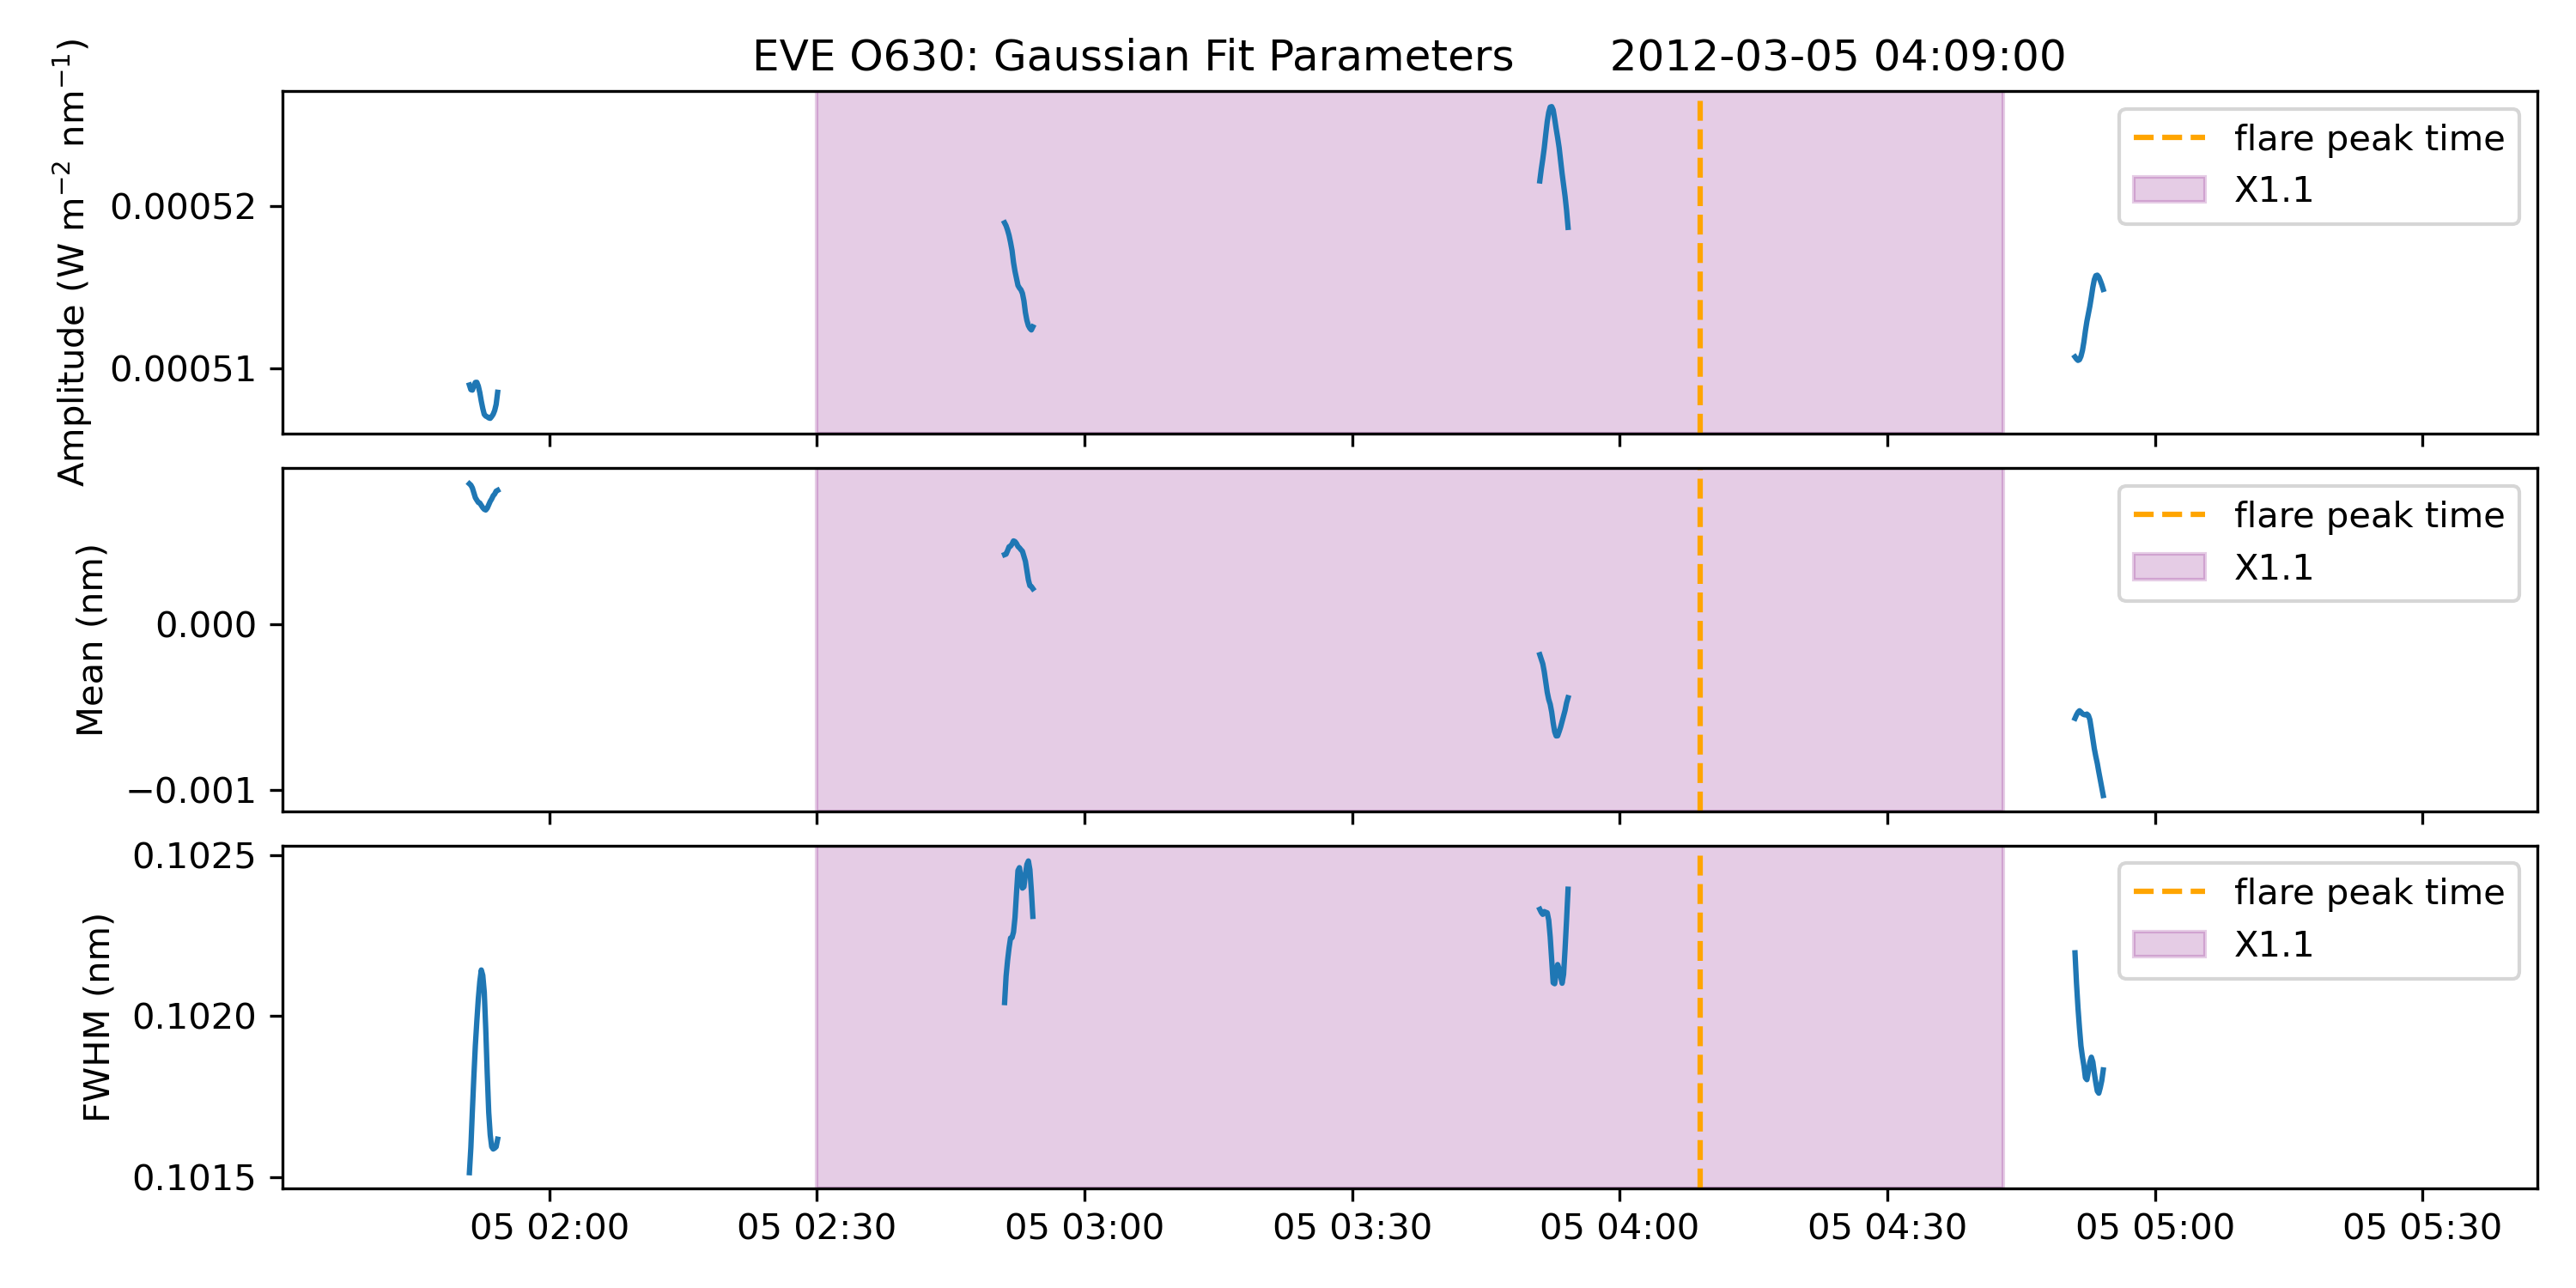 EVE O630: Gaussian Fit Parameters 2012-03-05 04:09:00
Amplitude (W m⁻² nm⁻¹)
0.00052
0.00051
flare peak time
X1.1
Mean (nm)
0.000
−0.001
flare peak time
X1.1
FWHM (nm)
0.1025
0.1020
0.1015
flare peak time
X1.1
05 02:00 05 02:30 05 03:00 05 03:30 05 04:00 05 04:30 05 05:00 05 05:30